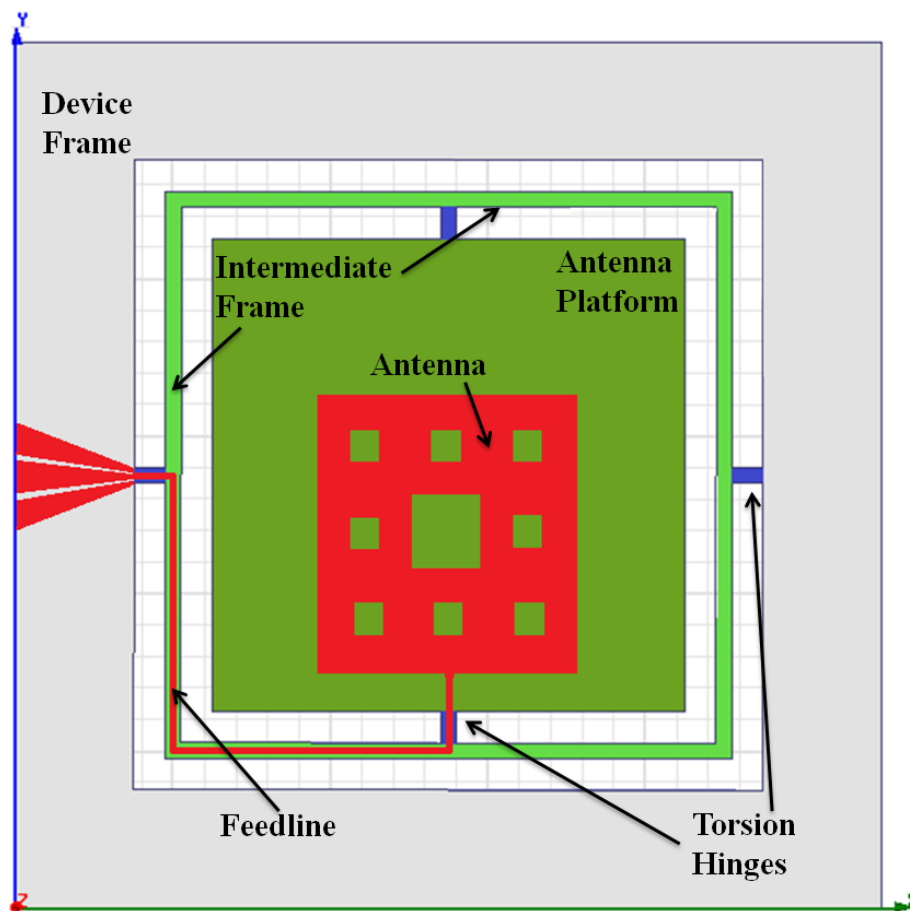 Y
Device
Frame
Intermediate
Frame
Antenna
Platform
Antenna
Feedline
Torsion
Hinges
Z